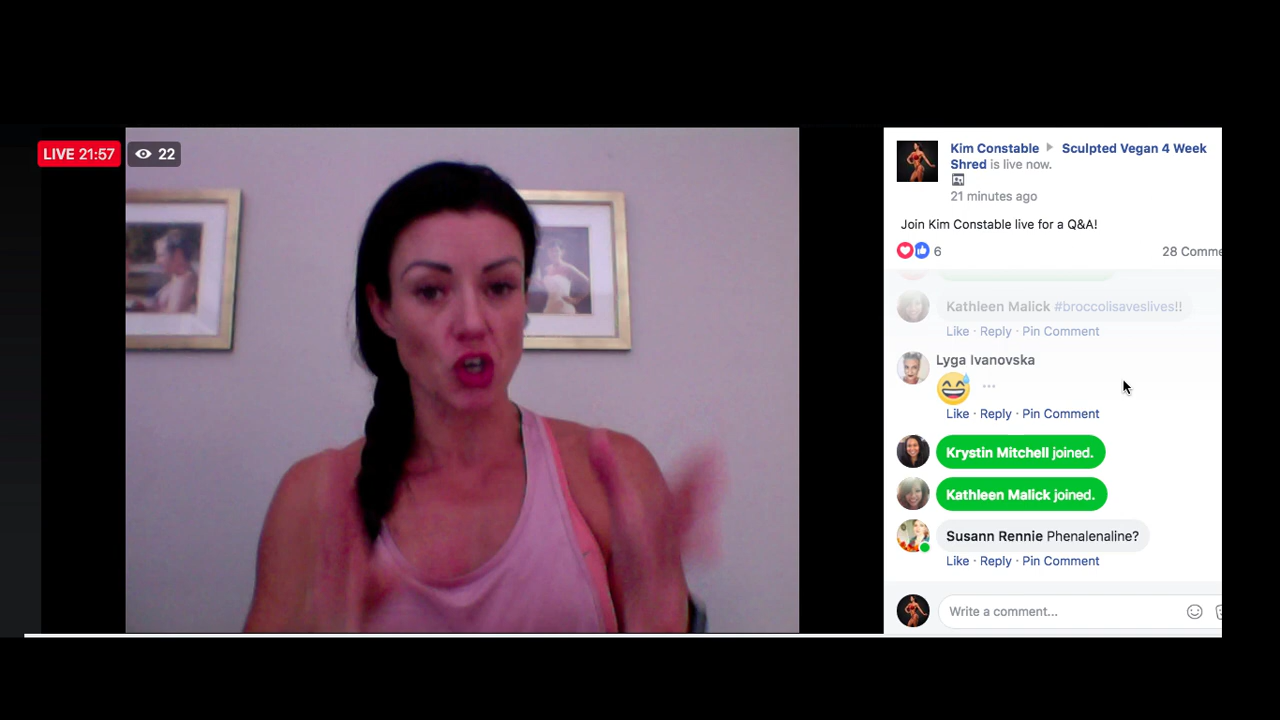 LIVE 21:57
22
Kim Constable Sculpted Vegan 4 Week
Shred is live now.
21 minutes ago
Join Kim Constable live for a Q&A!
6
28 Comme
Kathleen Malick #broccolisaveslives!!
Like · Reply · Pin Comment
Lyga Ivanovska
Like · Reply · Pin Comment
Krystin Mitchell joined.
Kathleen Malick joined.
Susann Rennie Phenalenaline?
Like · Reply · Pin Comment
Write a comment...